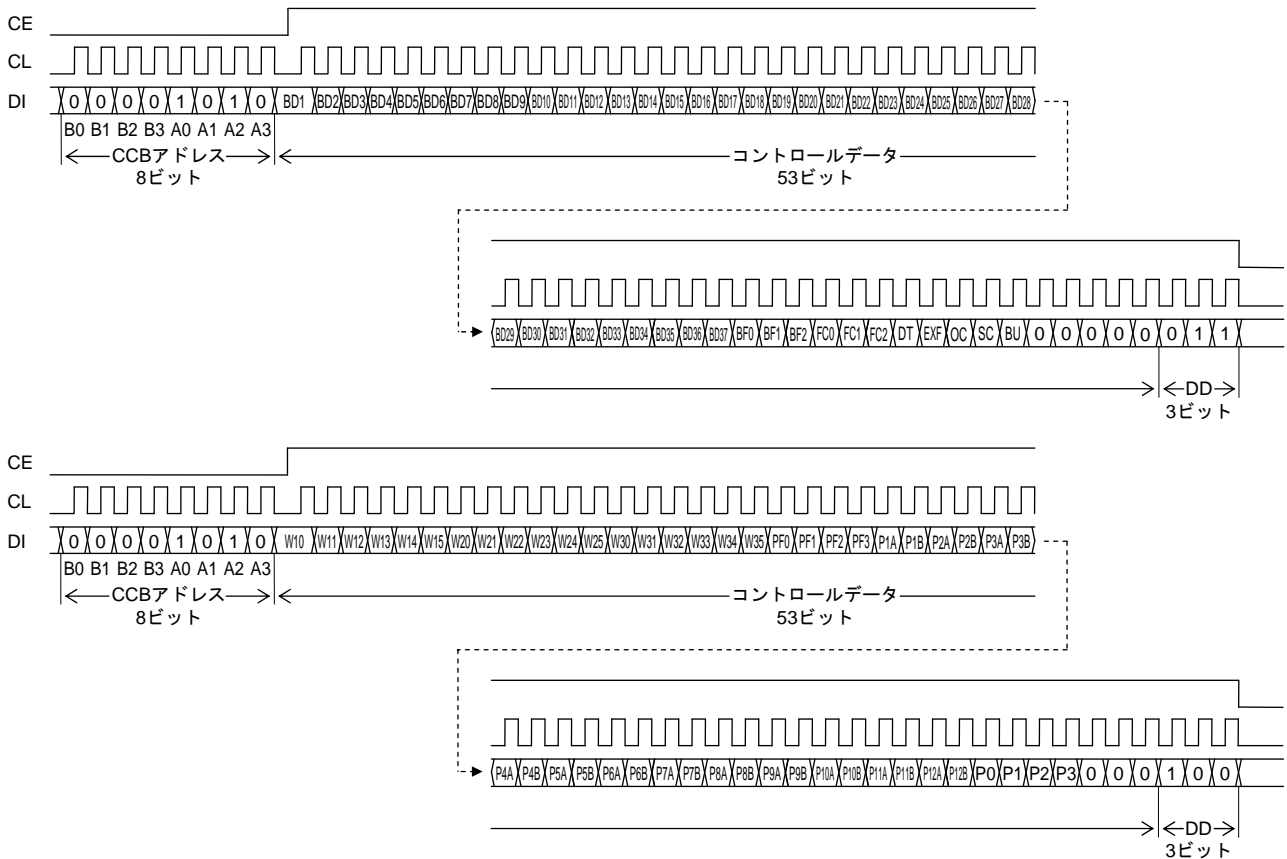 CE
CL
DI 0 0 0 0 1 0 1 0 BD1 BD2 BD3 BD4 BD5 BD6 BD7 BD8 BD9 BD10 BD11 BD12 BD13 BD14 BD15 BD16 BD17 BD18 BD19 BD20 BD21 BD22 BD23 BD24 BD25 BD26 BD27 BD28
B0 B1 B2 B3 A0 A1 A2 A3
CCBアドレス コントロールデータ
8ビット 53ビット
BD29 BD30 BD31 BD32 BD33 BD34 BD35 BD36 BD37 BF0 BF1 BF2 FC0 FC1 FC2 DT EXF OC SC BU 0 0 0 0 0 0 1 1
DD
3ビット
CE
CL
DI 0 0 0 0 1 0 1 0 W10 W11 W12 W13 W14 W15 W20 W21 W22 W23 W24 W25 W30 W31 W32 W33 W34 W35 PF0 PF1 PF2 PF3 P1A P1B P2A P2B P3A P3B
B0 B1 B2 B3 A0 A1 A2 A3
CCBアドレス コントロールデータ
8ビット 53ビット
P4A P4B P5A P5B P6A P6B P7A P7B P8A P8B P9A P9B P10A P10B P11A P11B P12A P12B P0 P1 P2 P3 0 0 0 1 0 0
DD
3ビット